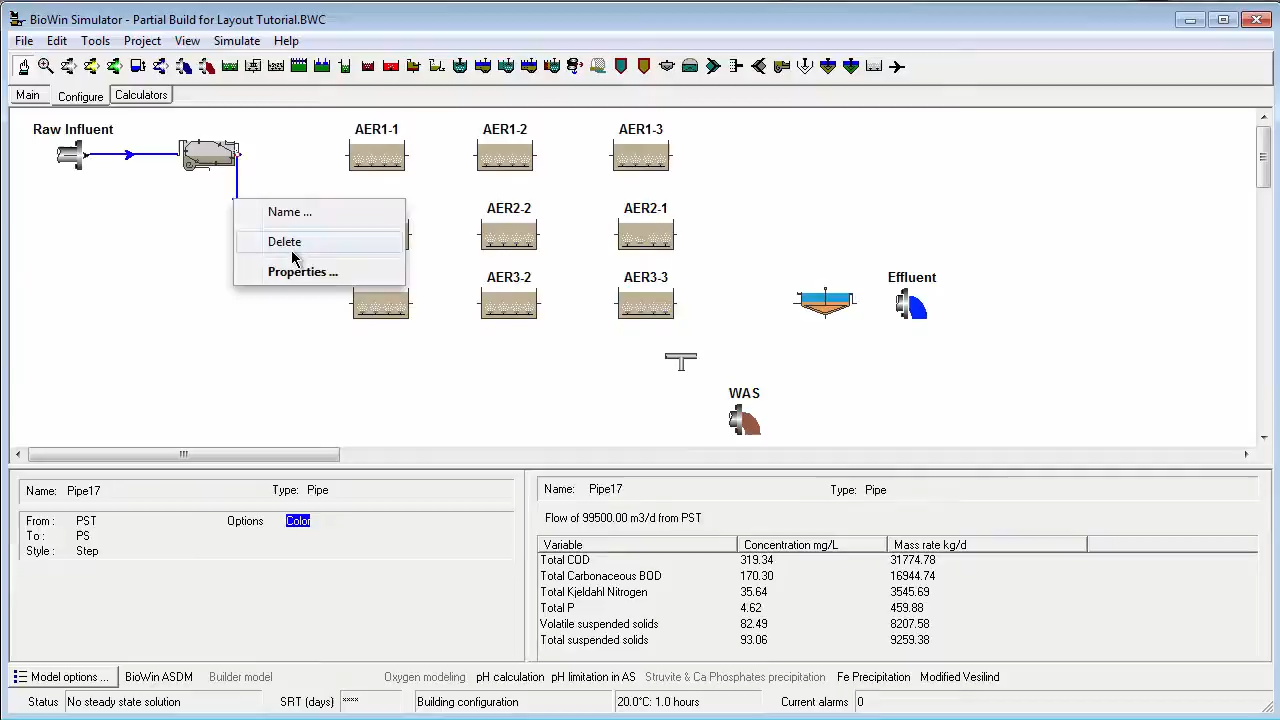 BioWin Simulator - Partial Build for Layout Tutorial.BWC
File Edit Tools Project View Simulate Help
Main Configure Calculators
Raw Influent AER1-1 AER1-2 AER1-3
Name ... AER2-2 AER2-1
Delete
Properties ... AER3-2 AER3-3 Effluent
WAS
Name: Pipe17 Type: Pipe
From : PST Options Color
To : PS
Style : Step
Name: Pipe17 Type: Pipe
Flow of 99500.00 m3/d from PST
Variable Concentration mg/L Mass rate kg/d
Total COD 319.34 31774.78
Total Carbonaceous BOD 170.30 16944.74
Total Kjeldahl Nitrogen 35.64 3545.69
Total P 4.62 459.88
Volatile suspended solids 82.49 8207.58
Total suspended solids 93.06 9259.38
Model options ... BioWin ASDM Builder model Oxygen modeling pH calculation pH limitation in AS Struvite & Ca Phosphates precipitation Fe Precipitation Modified Vesilind
Status No steady state solution SRT (days) **** Building configuration 20.0°C: 1.0 hours Current alarms 0